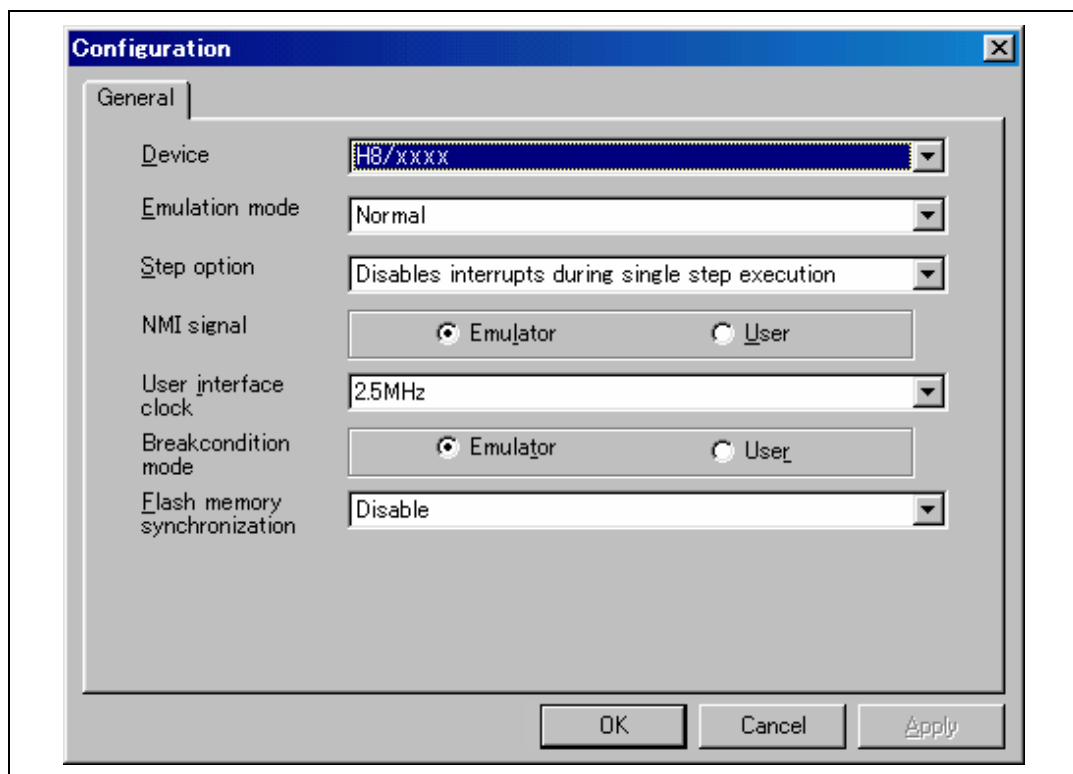 Configuration
General
Device
H8/xxxx
Emulation mode
Normal
Step option
Disables interrupts during single step execution
NMI signal
Emulator
User
User interface
clock
2.5MHz
Breakcondition
mode
Emulator
User
Flash memory
synchronization
Disable
OK
Cancel
Apply